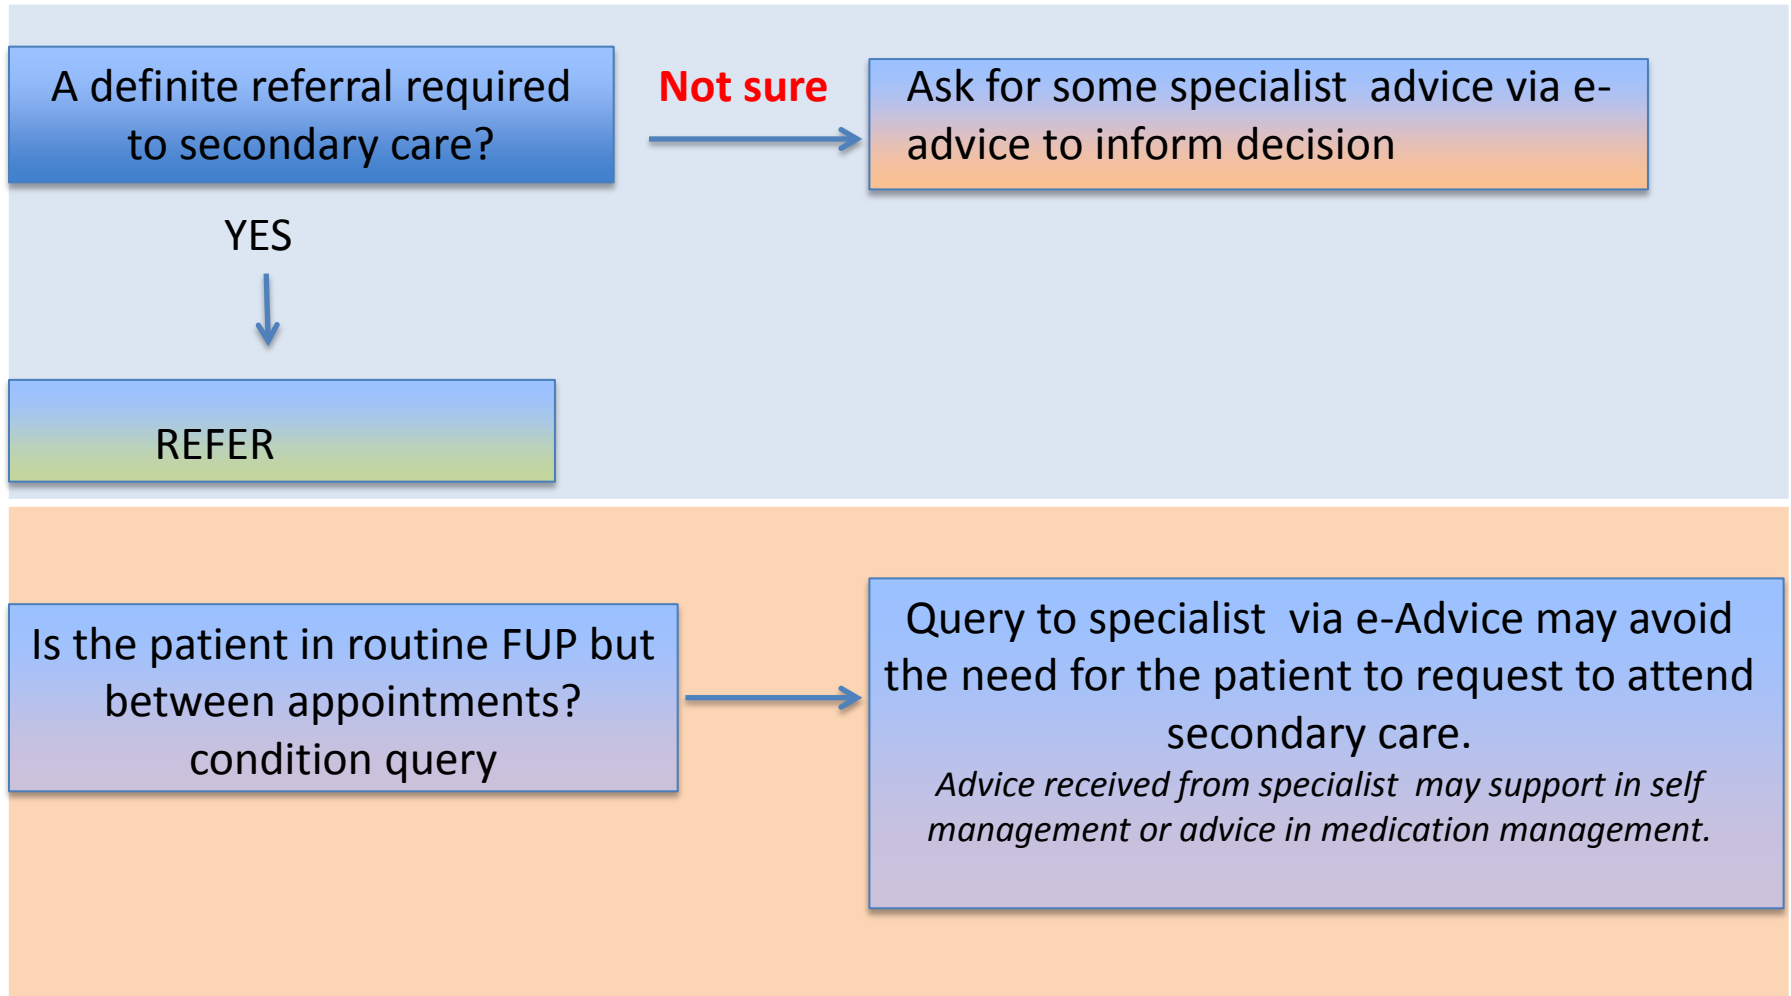 A definite referral required
to secondary care?
Not sure
Ask for some specialist  advice via e-
advice to inform decision
YES
REFER
Is the patient in routine FUP but
between appointments?
condition query
Query to specialist  via e-Advice may avoid
the need for the patient to request to attend
secondary care.
Advice received from specialist  may support in self
management or advice in medication management.